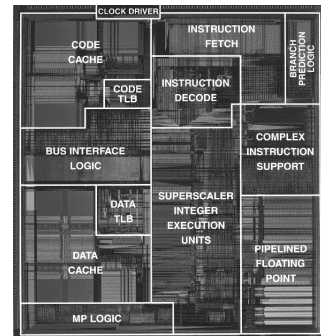 CLOCK DRIVER
CODE
CACHE
CODE
TLB
INSTRUCTION
FETCH
INSTRUCTION
DECODE
BRANCH
PREDICTION
LOGIC
BUS INTERFACE
LOGIC
COMPLEX
INSTRUCTION
SUPPORT
DATA
TLB
SUPERSCALER
INTEGER
EXECUTION
UNITS
DATA
CACHE
PIPELINED
FLOATING
POINT
MP LOGIC